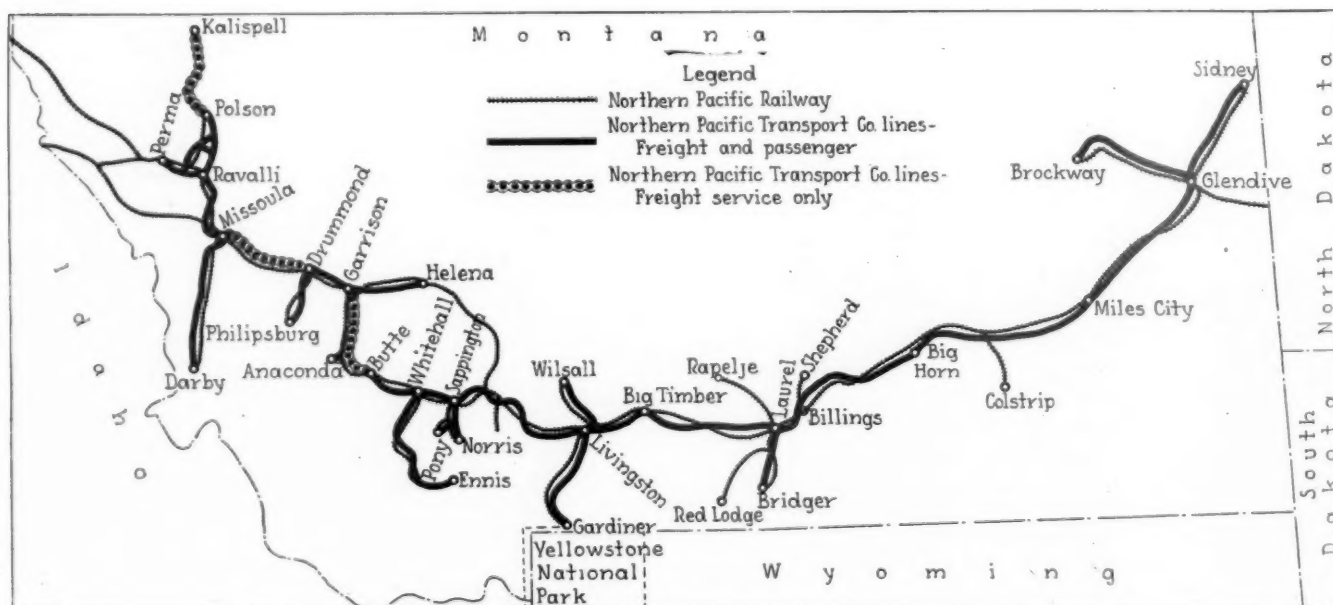 Montana
Legend
Northern Pacific Railway
Northern Pacific Transport Co. lines-
Freight and passenger
Northern Pacific Transport Co. lines-
Freight service only
Kalispell
Polson
Perma
Ravalli
Missoula
Drummond
Garrison
Helena
Philipsburg
Darby
Anaconda
Butte
Whitehall
Sappington
Pony
Norris
Ennis
Wilsall
Livingston
Gardiner
Big Timber
Rapelje
Laurel
Shepherd
Billings
Red Lodge
Bridger
Big
Horn
Colstrip
Miles City
Brockway
Glendive
Sidney
Idaho
North Dakota
South
Dakota
Wyoming
Yellowstone
National
Park